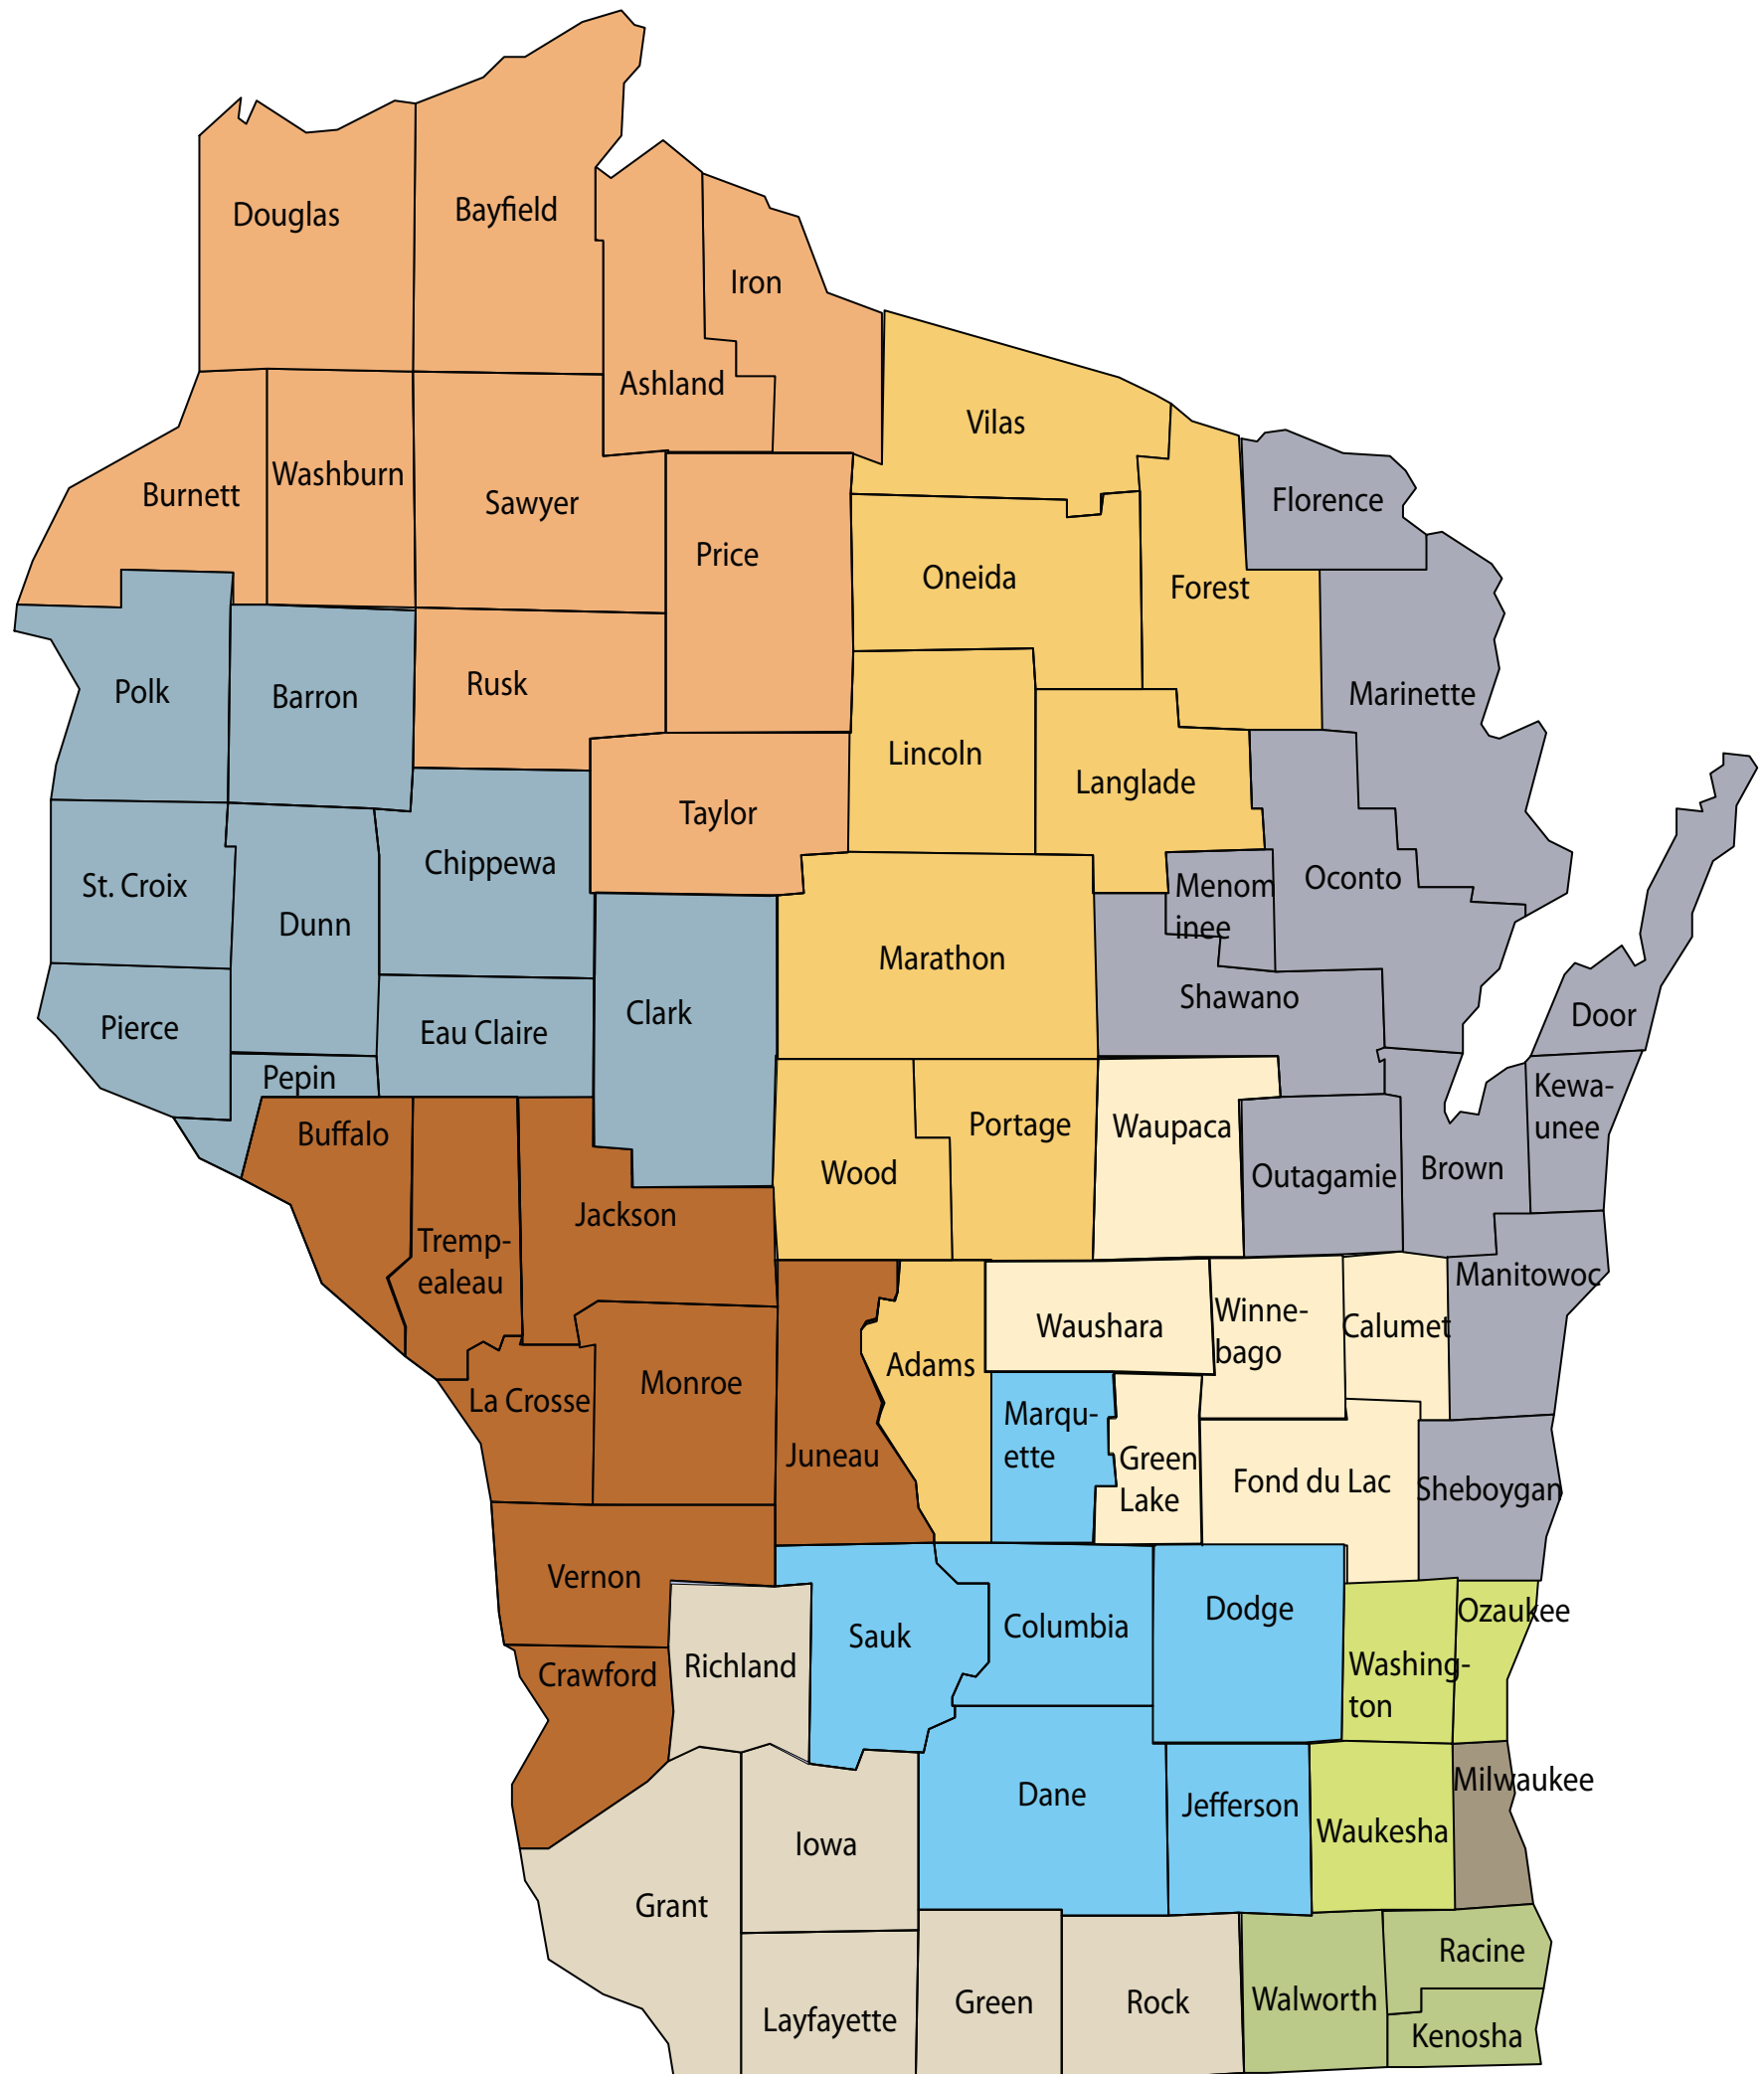 Douglas
Bayfield
Iron
Ashland
Vilas
Burnett
Washburn
Sawyer
Florence
Price
Oneida
Forest
Polk
Barron
Rusk
Marinette
Lincoln
Langlade
Taylor
St. Croix
Chippewa
Menom
inee
Oconto
Dunn
Marathon
Shawano
Pierce
Eau Claire
Clark
Door
Pepin
Kewa-
unee
Buffalo
Portage
Waupaca
Wood
Outagamie
Brown
Jackson
Tremp-
ealeau
Manitowoc
Waushara
Winne-
bago
Calumet
Adams
La Crosse
Monroe
Marqu-
ette
Juneau
Green
Lake
Fond du Lac
Sheboygan
Vernon
Dodge
Ozaukee
Sauk
Columbia
Richland
Crawford
Washing-
ton
Dane
Jefferson
Milwaukee
Waukesha
Iowa
Grant
Racine
Layfayette
Green
Rock
Walworth
Kenosha